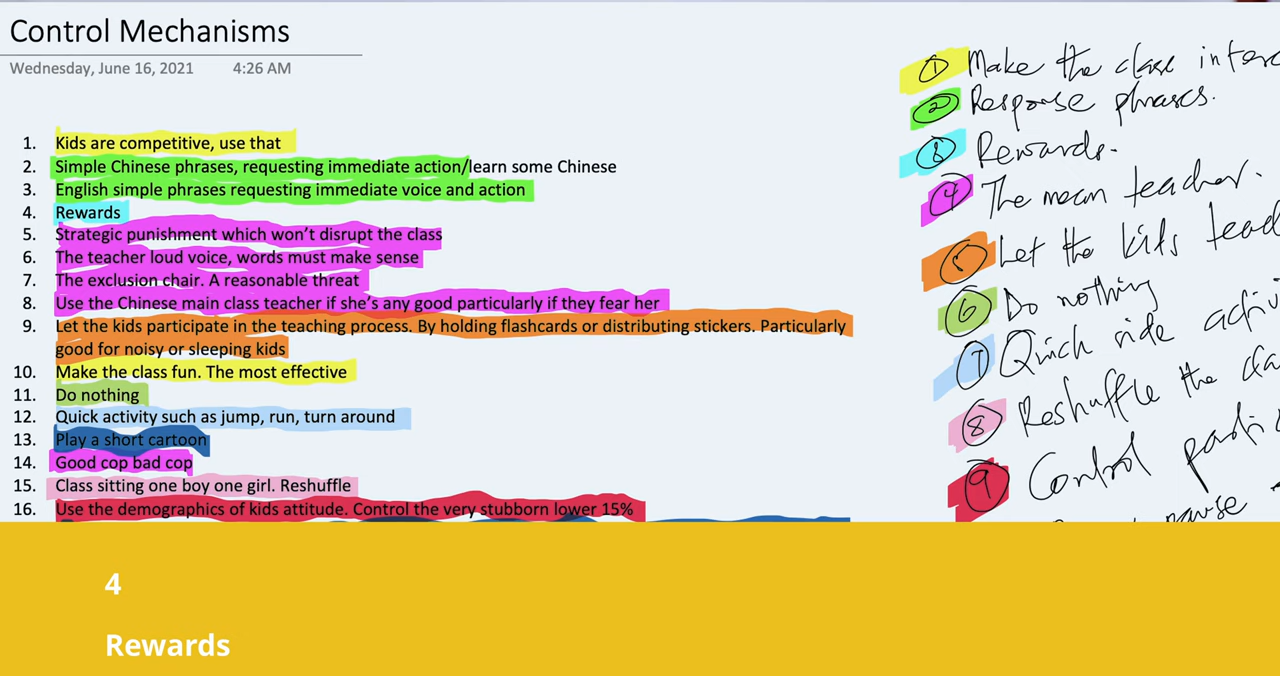 Control Mechanisms
Wednesday, June 16, 2021 4:26 AM
1. Kids are competitive, use that
2. Simple Chinese phrases, requesting immediate action/learn some Chinese
3. English simple phrases requesting immediate voice and action
4. Rewards
5. Strategic punishment which won't disrupt the class
6. The teacher loud voice, words must make sense
7. The exclusion chair. A reasonable threat
8. Use the Chinese main class teacher if she's any good particularly if they fear her
9. Let the kids participate in the teaching process. By holding flashcards or distributing stickers. Particularly
good for noisy or sleeping kids
10. Make the class fun. The most effective
11. Do nothing
12. Quick activity such as jump, run, turn around
13. Play a short cartoon
14. Good cop bad cop
15. Class sitting one boy one girl. Reshuffle
16. Use the demographics of kids attitude. Control the very stubborn lower 15%
1 Make the class
2 Response phrases.
3 Rewards.
4 The mean teacher.
5 Let the kids
6 Do nothing
7 Quick
8 Reshuffle the
9 Control
4
Rewards